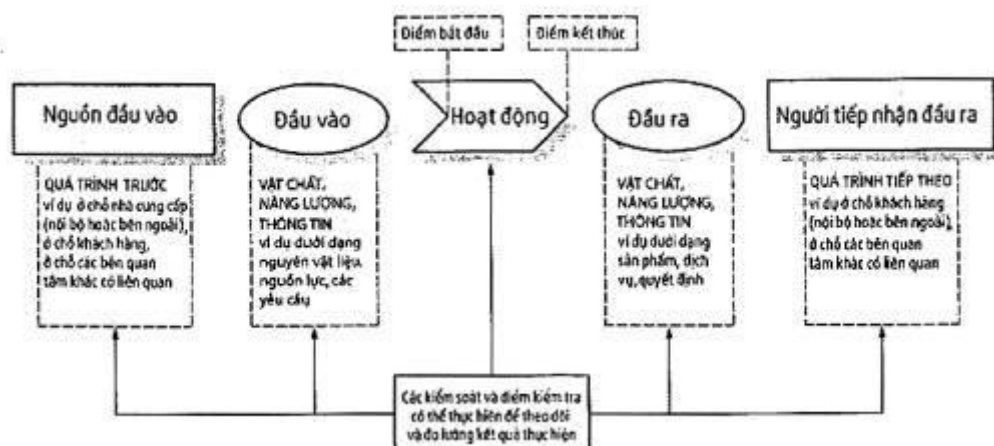 Điểm bắt đầu
Điểm kết thúc
Nguồn đầu vào
Đầu vào
Hoạt động
Đầu ra
Người tiếp nhận đầu ra
QUÁ TRÌNH TRƯỚC
ví dụ ở chỗ nhà cung cấp
(nội bộ hoặc bên ngoài),
ở chỗ khách hàng,
ở chỗ các bên quan
tâm khác có liên quan
VẬT CHẤT,
NĂNG LƯỢNG,
THÔNG TIN
ví dụ dưới dạng
nguyên vật liệu,
nguồn lực, các
yêu cầu
VẬT CHẤT,
NĂNG LƯỢNG,
THÔNG TIN
ví dụ dưới dạng
sản phẩm, dịch
vụ, quyết định
QUÁ TRÌNH TIẾP THEO
ví dụ ở chỗ khách hàng
(nội bộ hoặc bên ngoài),
ở chỗ các bên quan
tâm khác có liên quan
Các kiểm soát và điểm kiểm tra
có thể thực hiện để theo dõi
và đo lường kết quả thực hiện